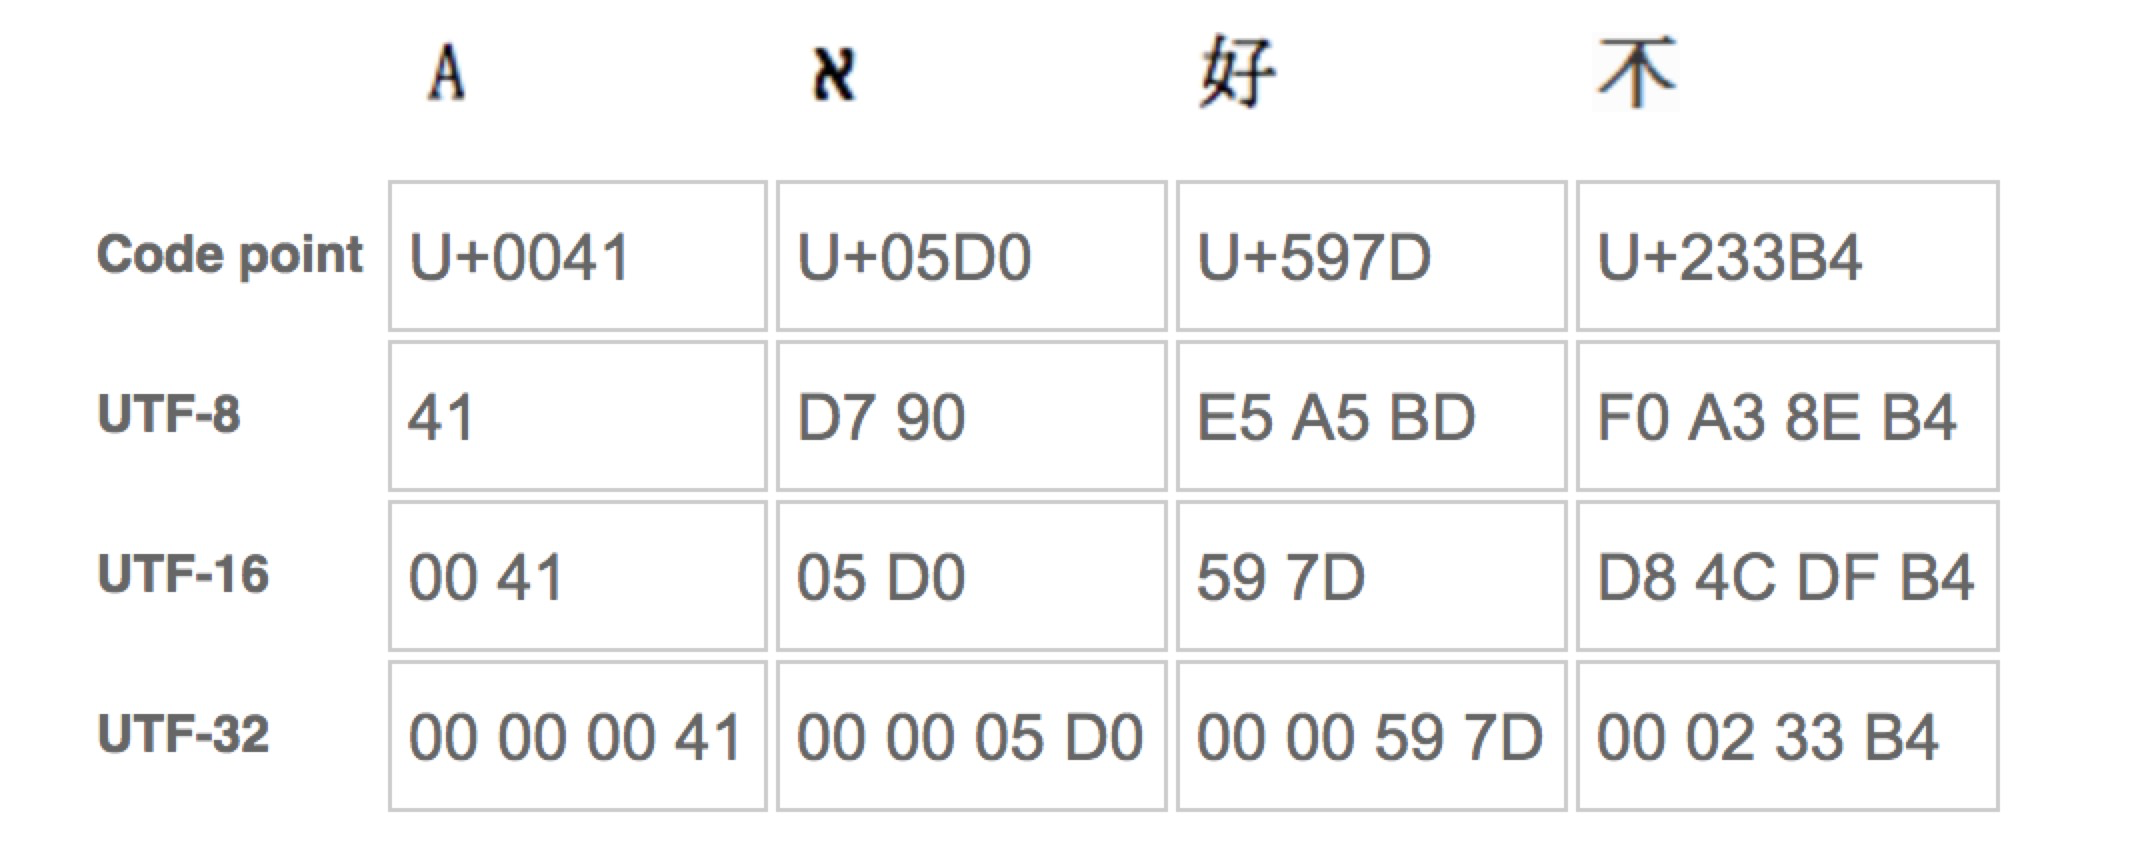 A א 好 𣎴
Code point U+0041 U+05D0 U+597D U+233B4
UTF-8 41 D7 90 E5 A5 BD F0 A3 8E B4
UTF-16 00 41 05 D0 59 7D D8 4C DF B4
UTF-32 00 00 00 41 00 00 05 D0 00 00 59 7D 00 02 33 B4